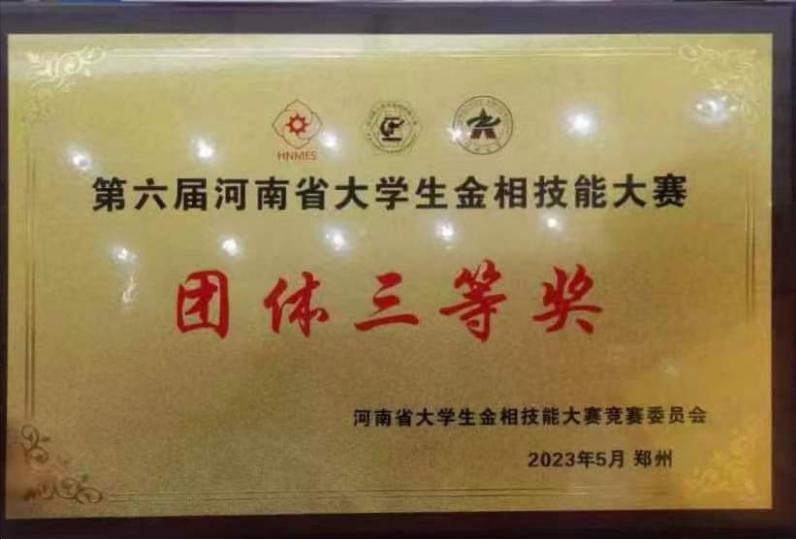 HNMES
第六届河南省大学生金相技能大赛
团体三等奖
河南省大学生金相技能大赛竞赛委员会
2023年5月 郑州